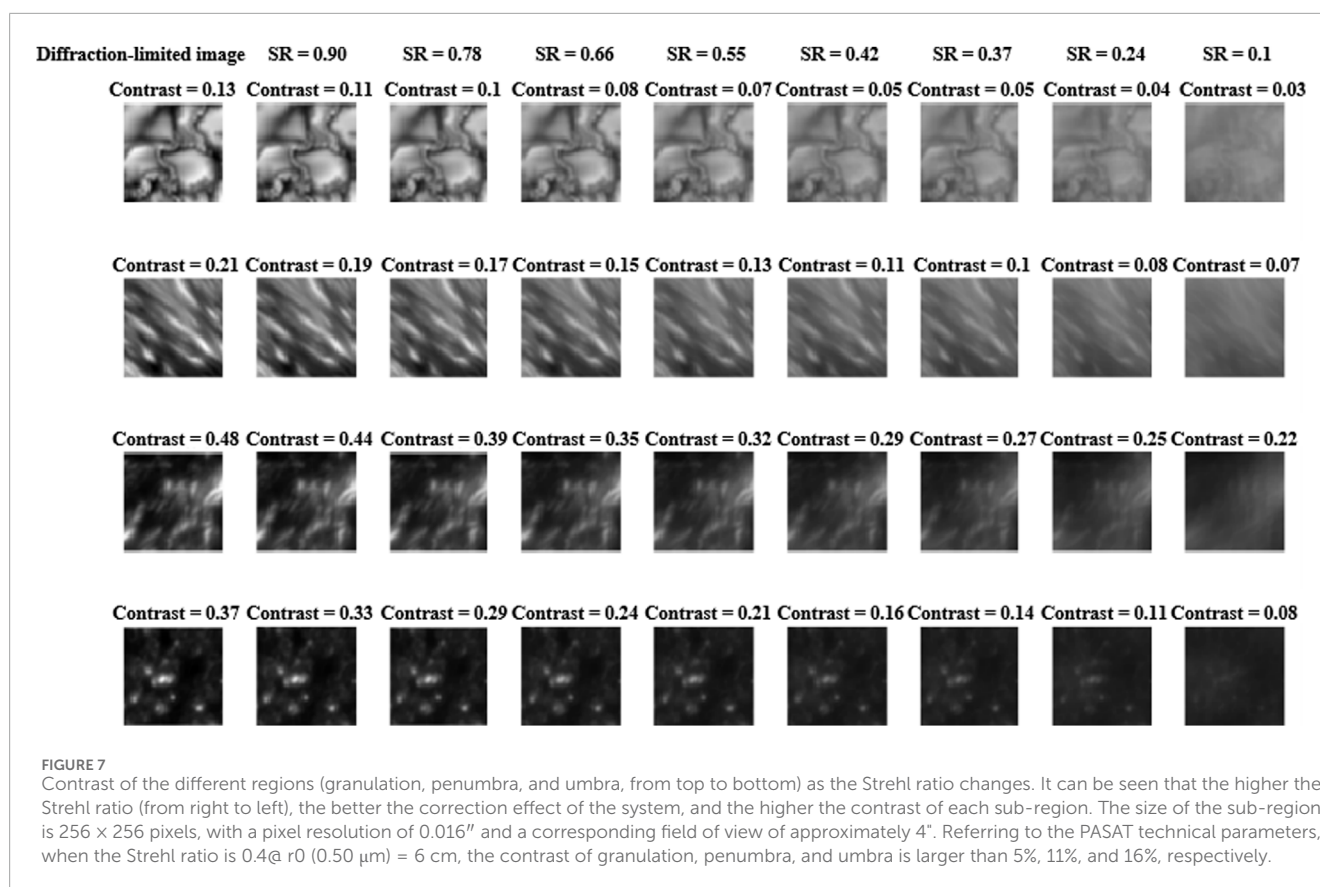 Diffraction-limited image SR = 0.90 SR = 0.78 SR = 0.66 SR = 0.55 SR = 0.42 SR = 0.37 SR = 0.24 SR = 0.1
Contrast = 0.13 Contrast = 0.11 Contrast = 0.1 Contrast = 0.08 Contrast = 0.07 Contrast = 0.05 Contrast = 0.05 Contrast = 0.04 Contrast = 0.03
Contrast = 0.21 Contrast = 0.19 Contrast = 0.17 Contrast = 0.15 Contrast = 0.13 Contrast = 0.11 Contrast = 0.1 Contrast = 0.08 Contrast = 0.07
Contrast = 0.48 Contrast = 0.44 Contrast = 0.39 Contrast = 0.35 Contrast = 0.32 Contrast = 0.29 Contrast = 0.27 Contrast = 0.25 Contrast = 0.22
Contrast = 0.37 Contrast = 0.33 Contrast = 0.29 Contrast = 0.24 Contrast = 0.21 Contrast = 0.16 Contrast = 0.14 Contrast = 0.11 Contrast = 0.08
FIGURE 7
Contrast of the different regions (granulation, penumbra, and umbra, from top to bottom) as the Strehl ratio changes. It can be seen that the higher the
Strehl ratio (from right to left), the better the correction effect of the system, and the higher the contrast of each sub-region. The size of the sub-region
is 256 × 256 pixels, with a pixel resolution of 0.016″ and a corresponding field of view of approximately 4". Referring to the PASAT technical parameters,
when the Strehl ratio is 0.4@ r0 (0.50 μm) = 6 cm, the contrast of granulation, penumbra, and umbra is larger than 5%, 11%, and 16%, respectively.